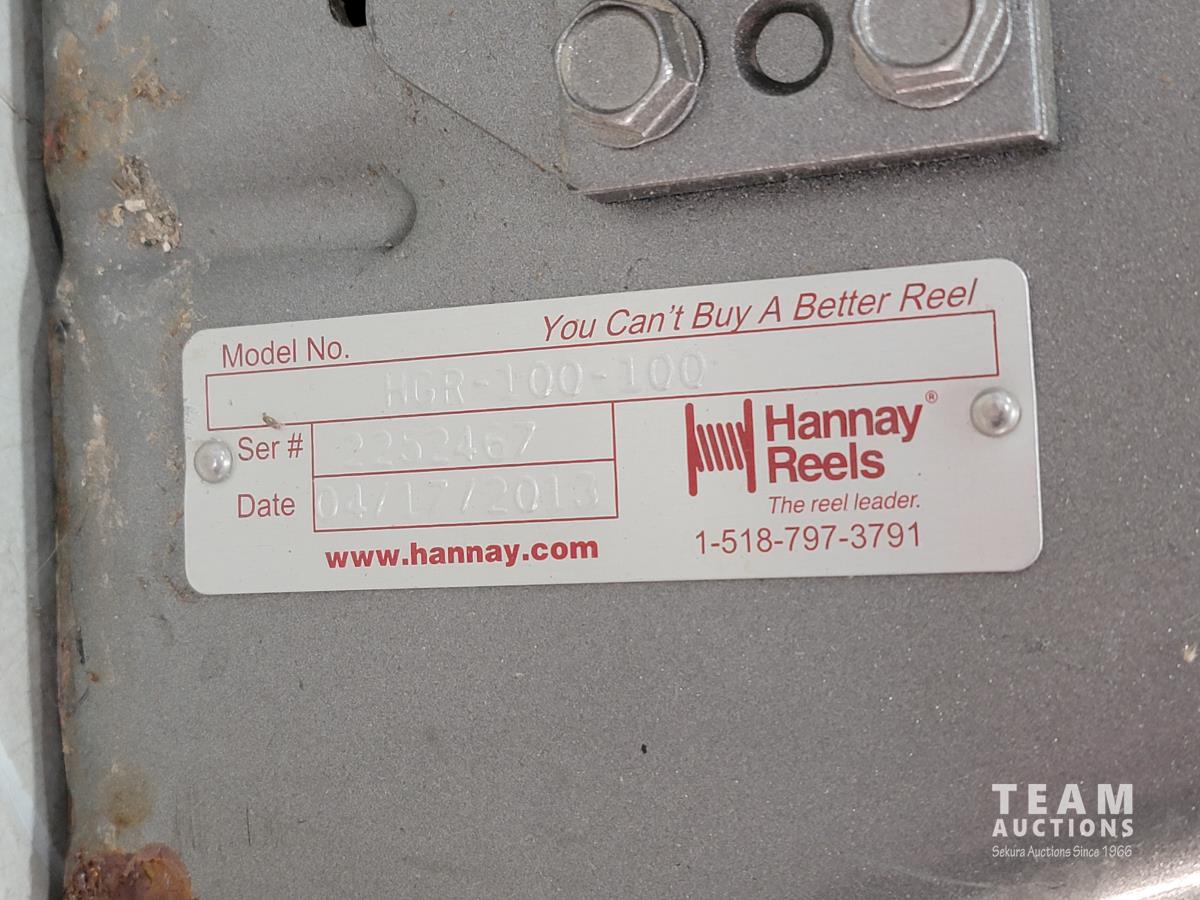 You Can't Buy A Better Reel
Model No.
HGR-100-100
Ser # 2252467
Date 04/17/2013
Hannay®
Reels
The reel leader.
www.hannay.com
1-518-797-3791
TEAM
AUCTIONS
Sekura Auctions Since 1966